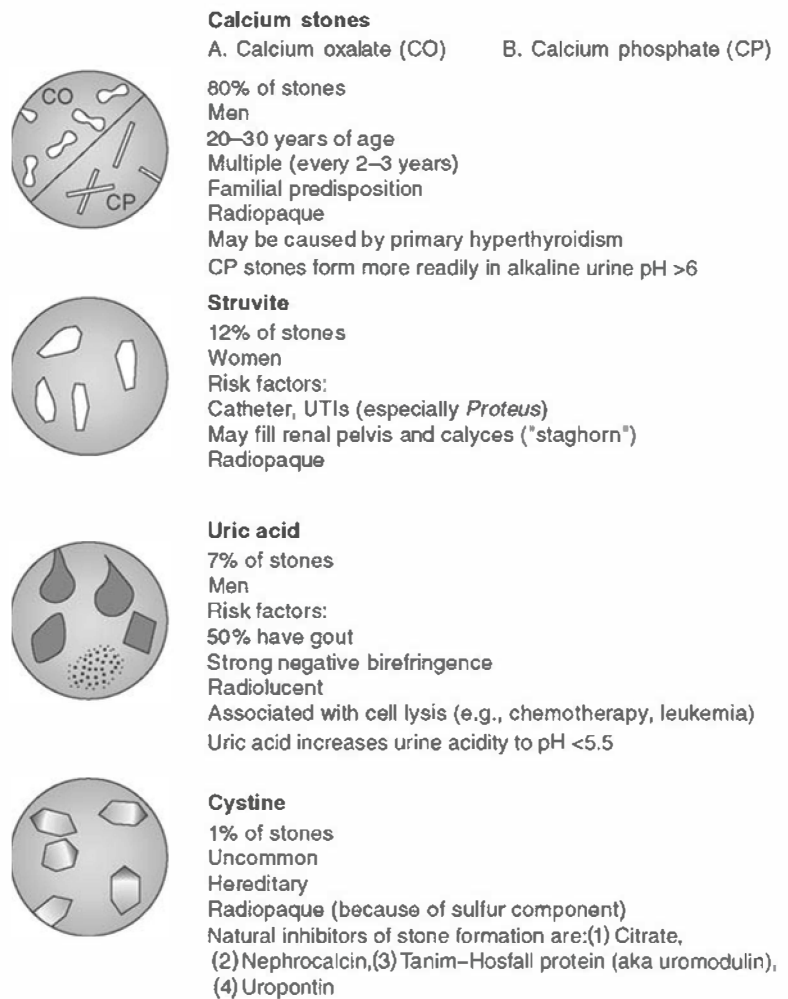 Calcium stones
A. Calcium oxalate (CO) B. Calcium phosphate (CP)
CO
CP
80% of stones
Men
20–30 years of age
Multiple (every 2–3 years)
Familial predisposition
Radiopaque
May be caused by primary hyperthyroidism
CP stones form more readily in alkaline urine pH >6
Struvite
12% of stones
Women
Risk factors:
Catheter, UTIs (especially Proteus)
May fill renal pelvis and calyces ("staghorn")
Radiopaque
Uric acid
7% of stones
Men
Risk factors:
50% have gout
Strong negative birefringence
Radiolucent
Associated with cell lysis (e.g., chemotherapy, leukemia)
Uric acid increases urine acidity to pH <5.5
Cystine
1% of stones
Uncommon
Hereditary
Radiopaque (because of sulfur component)
Natural inhibitors of stone formation are:(1) Citrate,
(2) Nephrocalcin,(3) Tanim–Hosfall protein (aka uromodulin),
(4) Uropontin